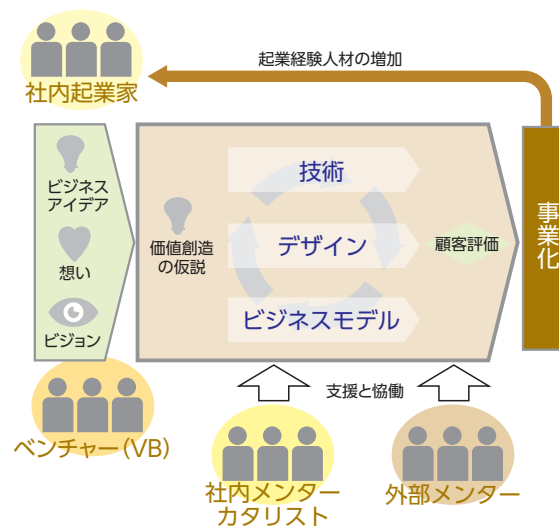 起業経験人材の増加
社内起業家
ビジネス
アイデア
想い
ビジョン
価値創造
の仮説
技術
デザイン
ビジネスモデル
顧客評価
事業化
支援と協働
ベンチャー（VB）
社内メンター
カタリスト
外部メンター